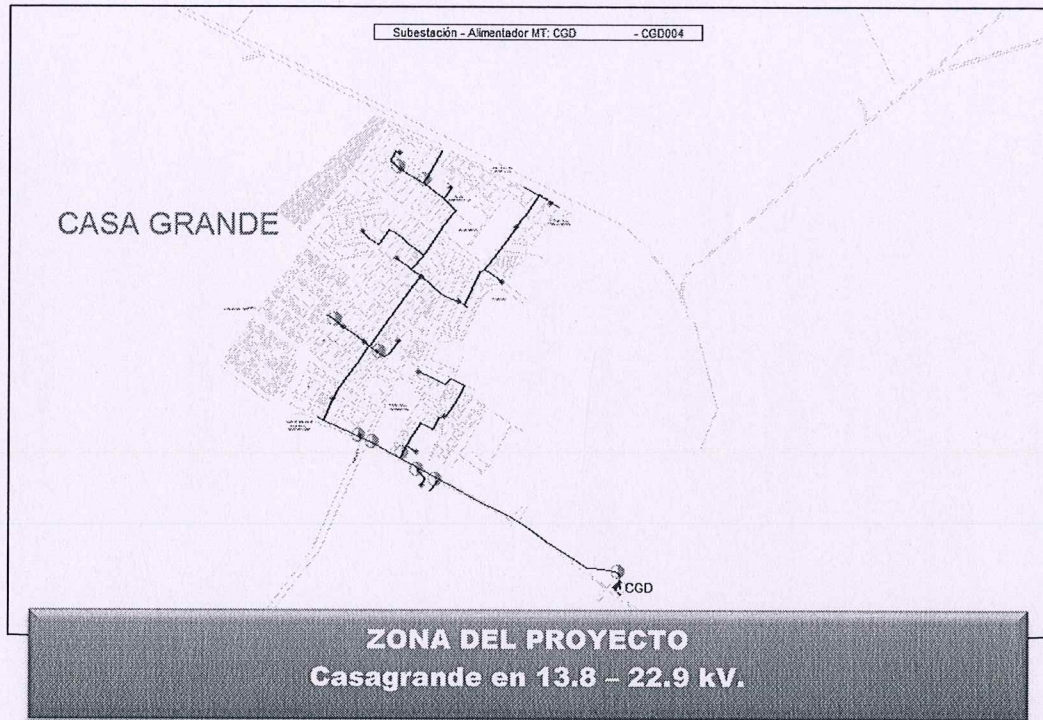 Subestación - Alimentador MT: CGD - CGD004
CASA GRANDE
CGD
ZONA DEL PROYECTO
Casagrande en 13.8 – 22.9 kV.